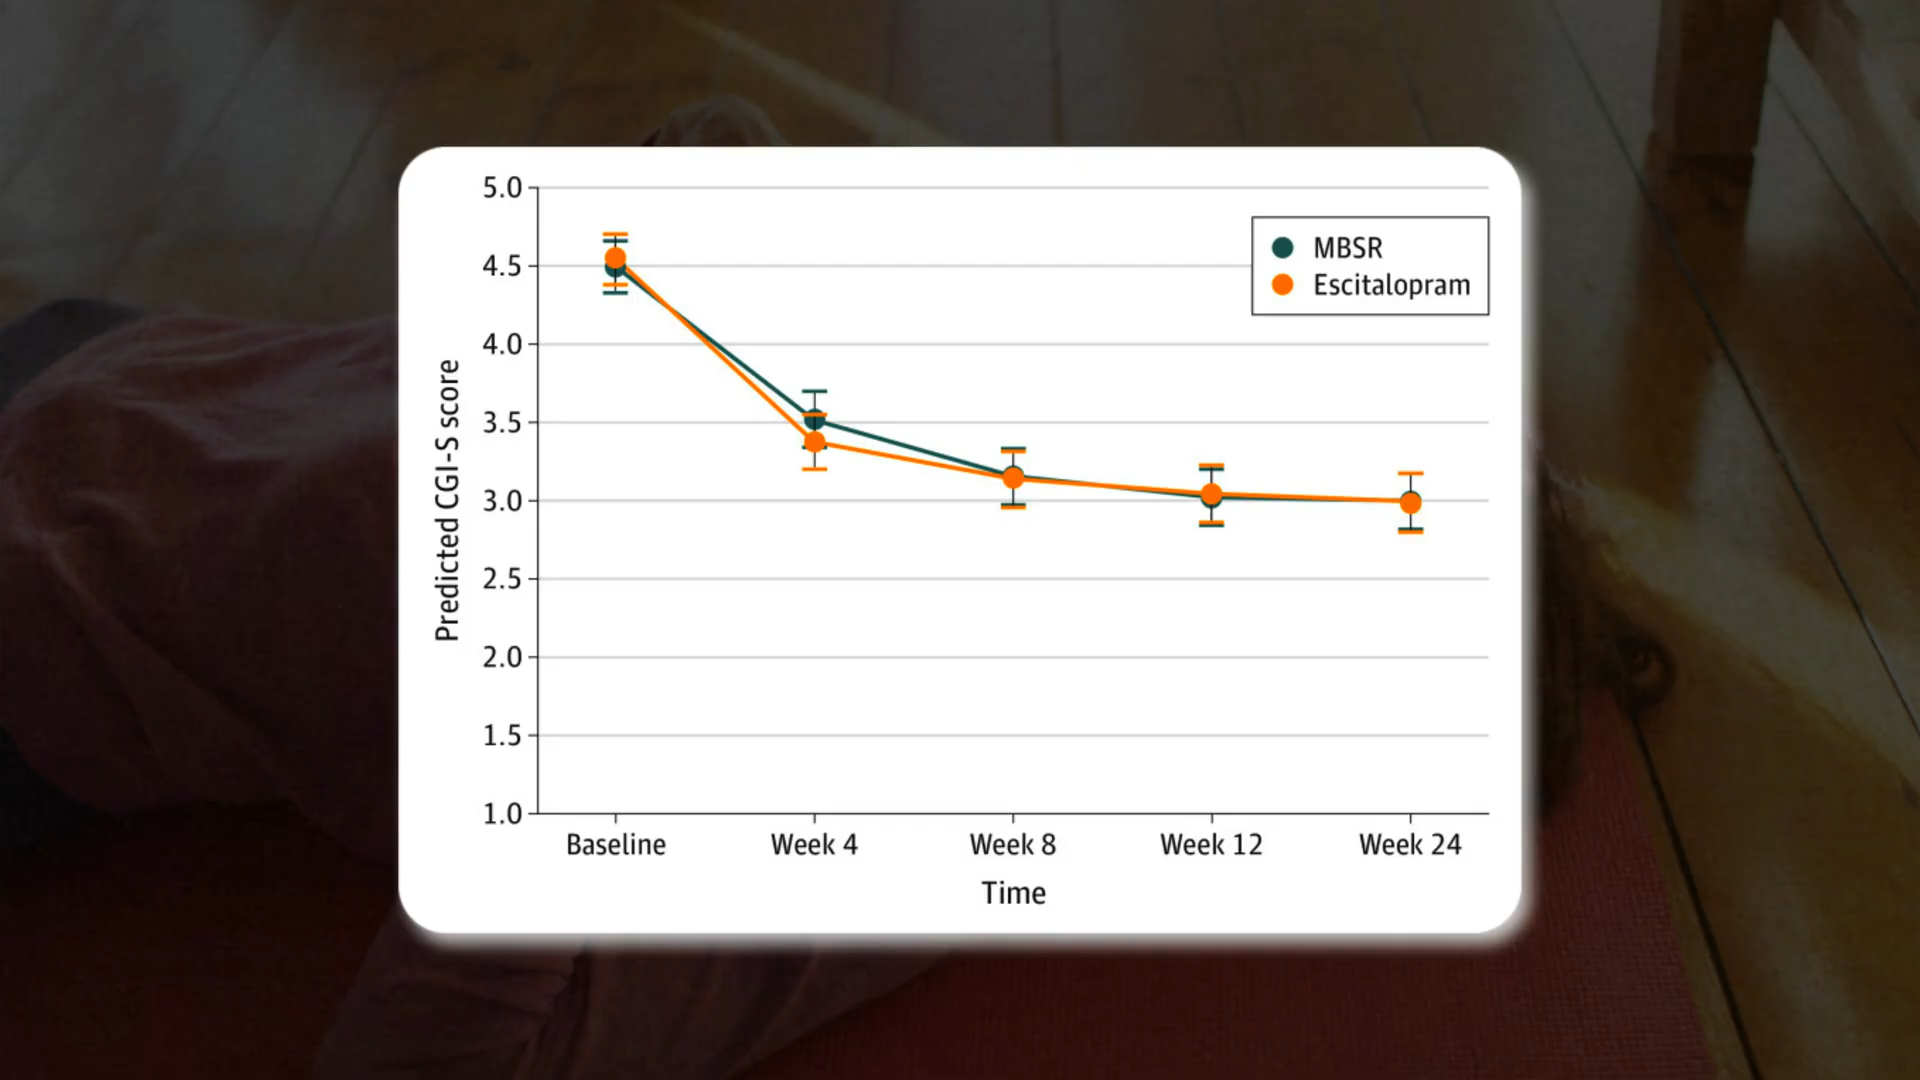 5.0
4.5
4.0
3.5
3.0
2.5
2.0
1.5
1.0
Predicted CGI-S score
MBSR
Escitalopram
Baseline Week 4 Week 8 Week 12 Week 24
Time